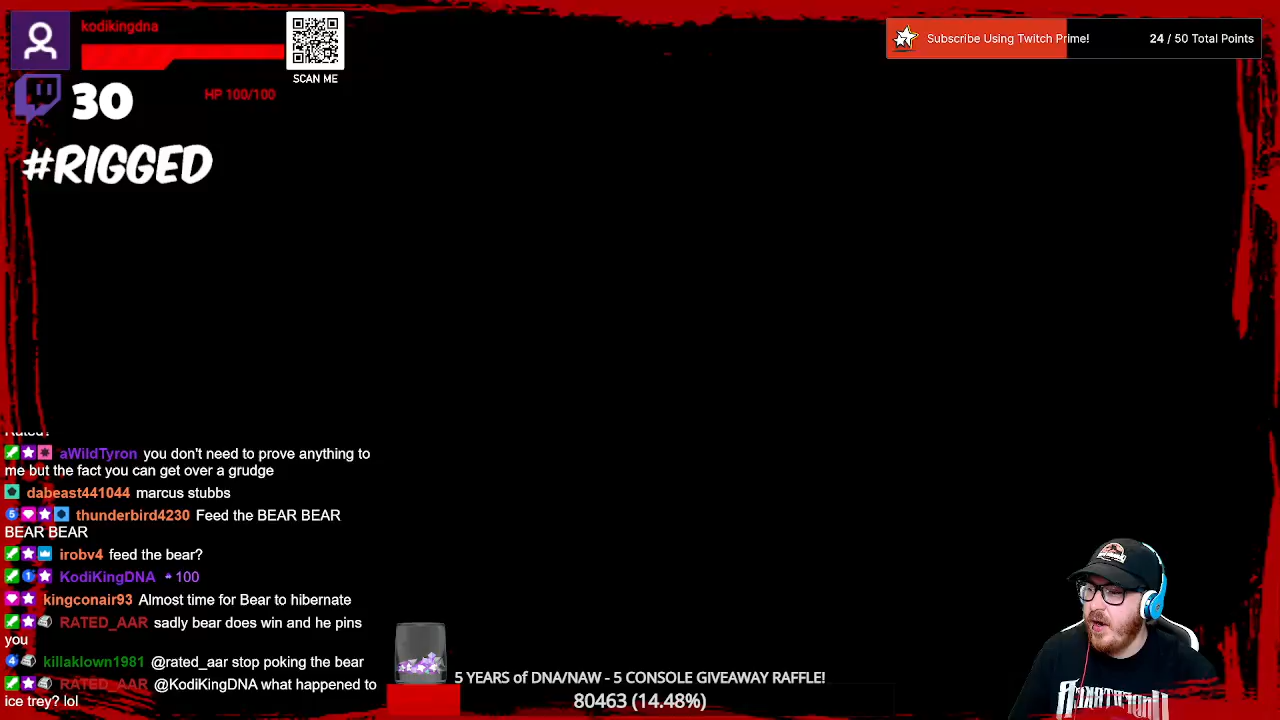 kodikingdna
SCAN ME
HP 100/100
30
#RIGGED
Subscribe Using Twitch Prime!
24 / 50 Total Points
aWildTyron you don't need to prove anything to
me but the fact you can get over a grudge
dabeast441044 marcus stubbs
thunderbird4230 Feed the BEAR BEAR
BEAR BEAR
irobv4 feed the bear?
KodiKingDNA 100
kingconair93 Almost time for Bear to hibernate
RATED_AAR sadly bear does win and he pins
you
killaklown1981 @rated_aar stop poking the bear
RATED_AAR @KodiKingDNA what happened to
ice trey? lol
5 YEARS of DNA/NAW - 5 CONSOLE GIVEAWAY RAFFLE!
80463 (14.48%)